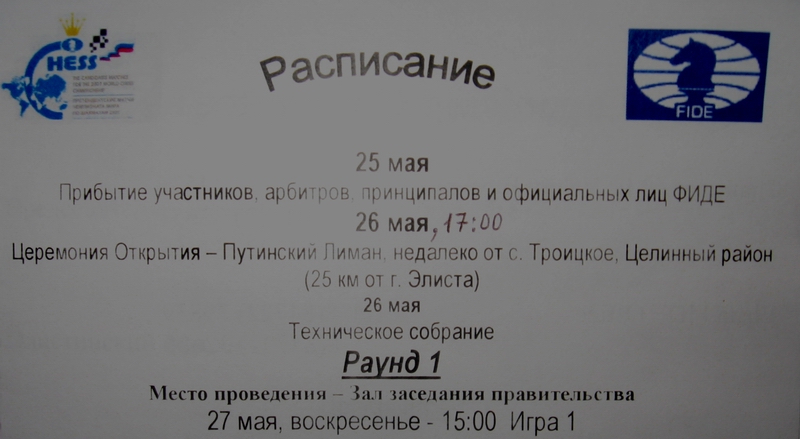 CHESS
Расписание
FIDE
25 мая
Прибытие участников, арбитров, принципалов и официальных лиц ФИДЕ
26 мая, 17:00
Церемония Открытия – Путинский Лиман, недалеко от с. Троицкое, Целинный район
(25 км от г. Элиста)
26 мая
Техническое собрание
Раунд 1
Место проведения – Зал заседания правительства
27 мая, воскресенье - 15:00 Игра 1